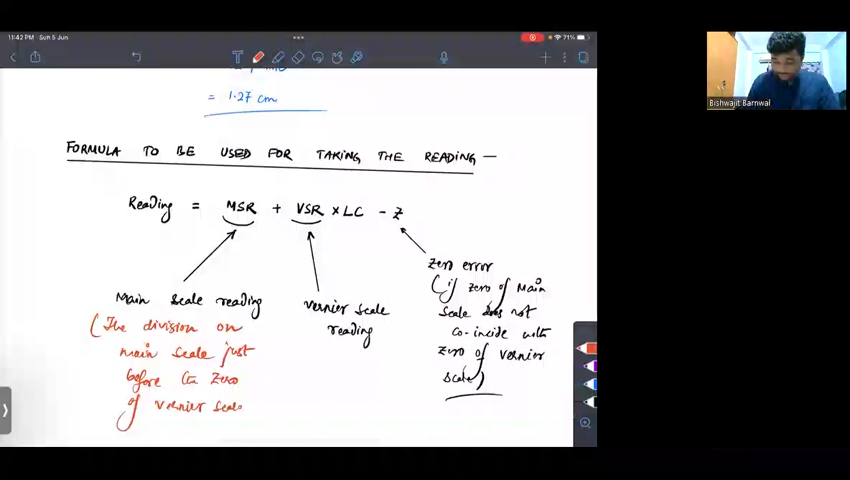 11:42 PM Sun 5 Jun
71%
= 1.27 cm
FORMULA TO BE USED FOR TAKING THE READING —
Reading = MSR + VSR × LC - Z
Zero error
(if zero of main
scale does not
co-incide with
zero of vernier
scale)
Main scale reading
(The division on
main scale just
before the zero
of vernier scale
Vernier scale
reading
Bishwajit Barnwal